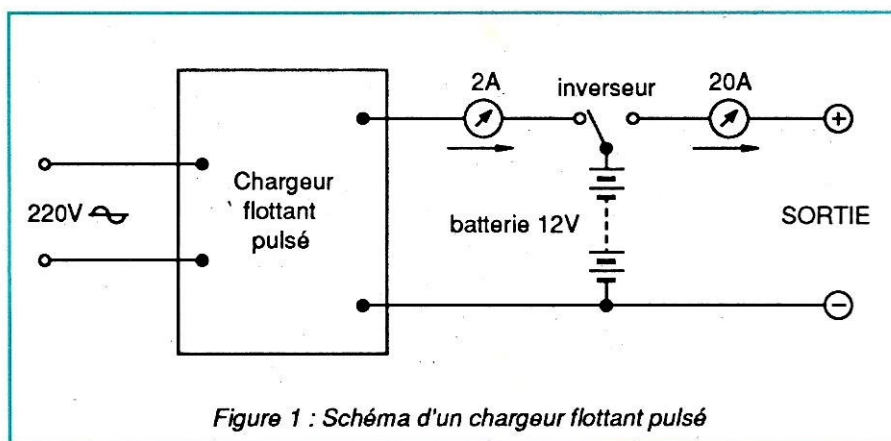 2A
inverseur
20A
220V
Chargeur
flottant
pulsé
batterie 12V
SORTIE
Figure 1 : Schéma d'un chargeur flottant pulsé